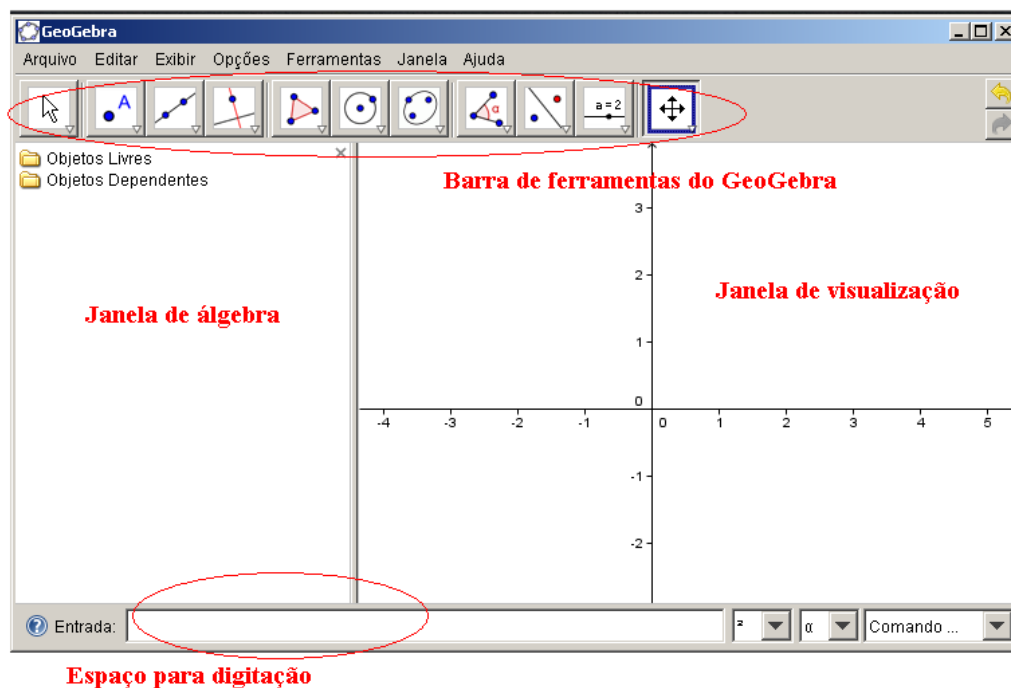 GeoGebra
Arquivo Editar Exibir Opções Ferramentas Janela Ajuda
A
α
a=2
Objetos Livres
Objetos Dependentes
Barra de ferramentas do GeoGebra
3
2
Janela de visualização
Janela de álgebra
1
0
-4 -3 -2 -1 0 1 2 3 4 5
-1
-2
Entrada: ² α Comando ...
Espaço para digitação